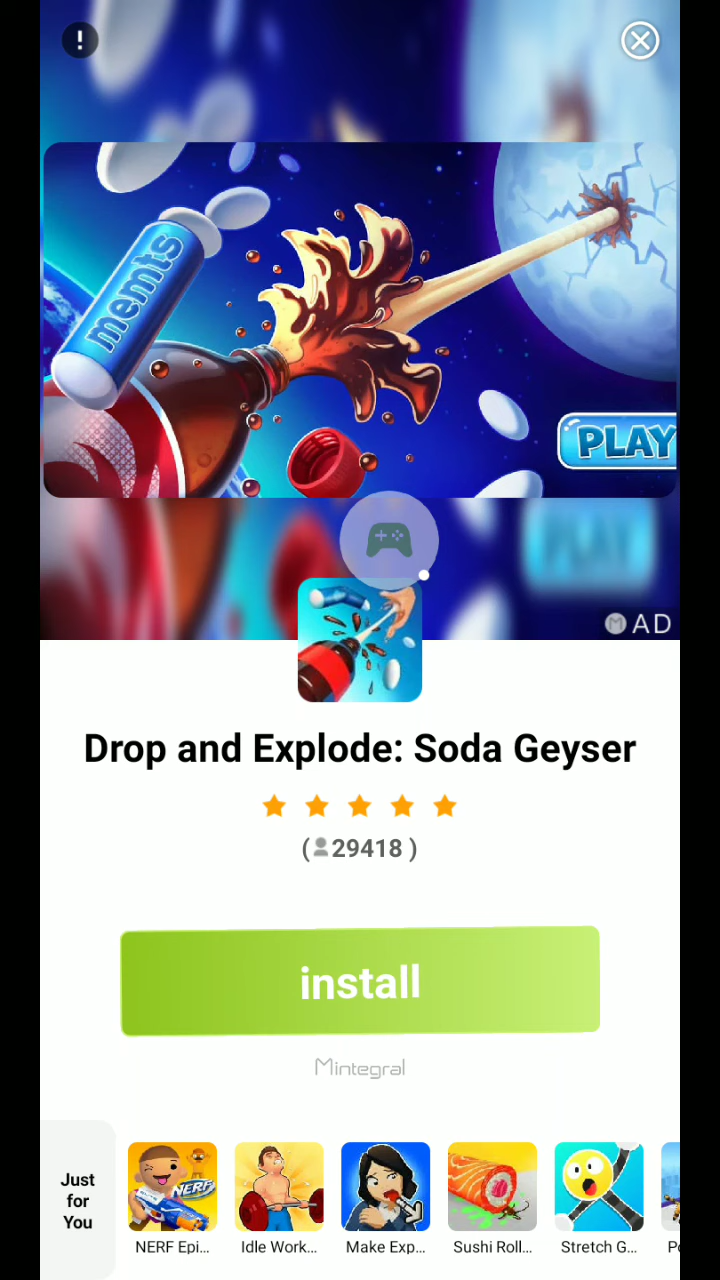 !
memts
PLAY
M AD
Drop and Explode: Soda Geyser
(29418 )
install
Mintegral
Just
for
You
NERF
NERF Epi...
Idle Work...
Make Exp...
Sushi Roll...
Stretch G...